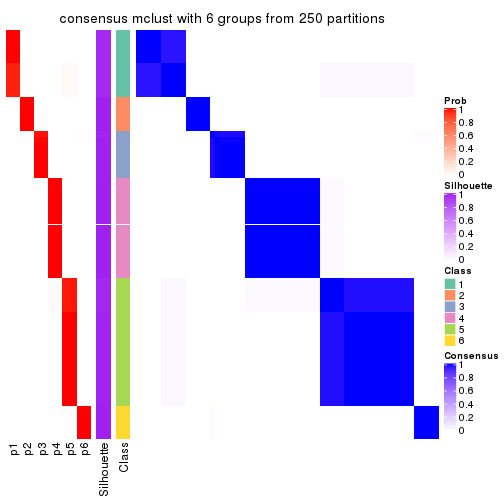 consensus mclust with 6 groups from 250 partitions
Prob
1
0.8
0.6
0.4
0.2
0
Silhouette
1
0.8
0.6
0.4
0.2
0
Class
1
2
3
4
5
6
Consensus
1
0.8
0.6
0.4
0.2
0
p1
p2
p3
p4
p5
p6
Silhouette
Class